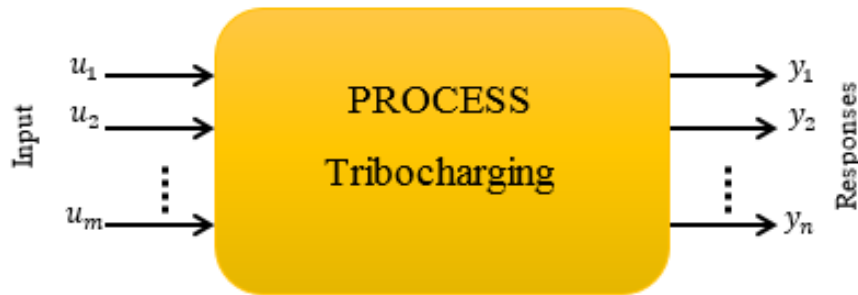 Input
u₁
u₂
uₘ
PROCESS
Tribocharging
y₁
y₂
yₙ
Responses